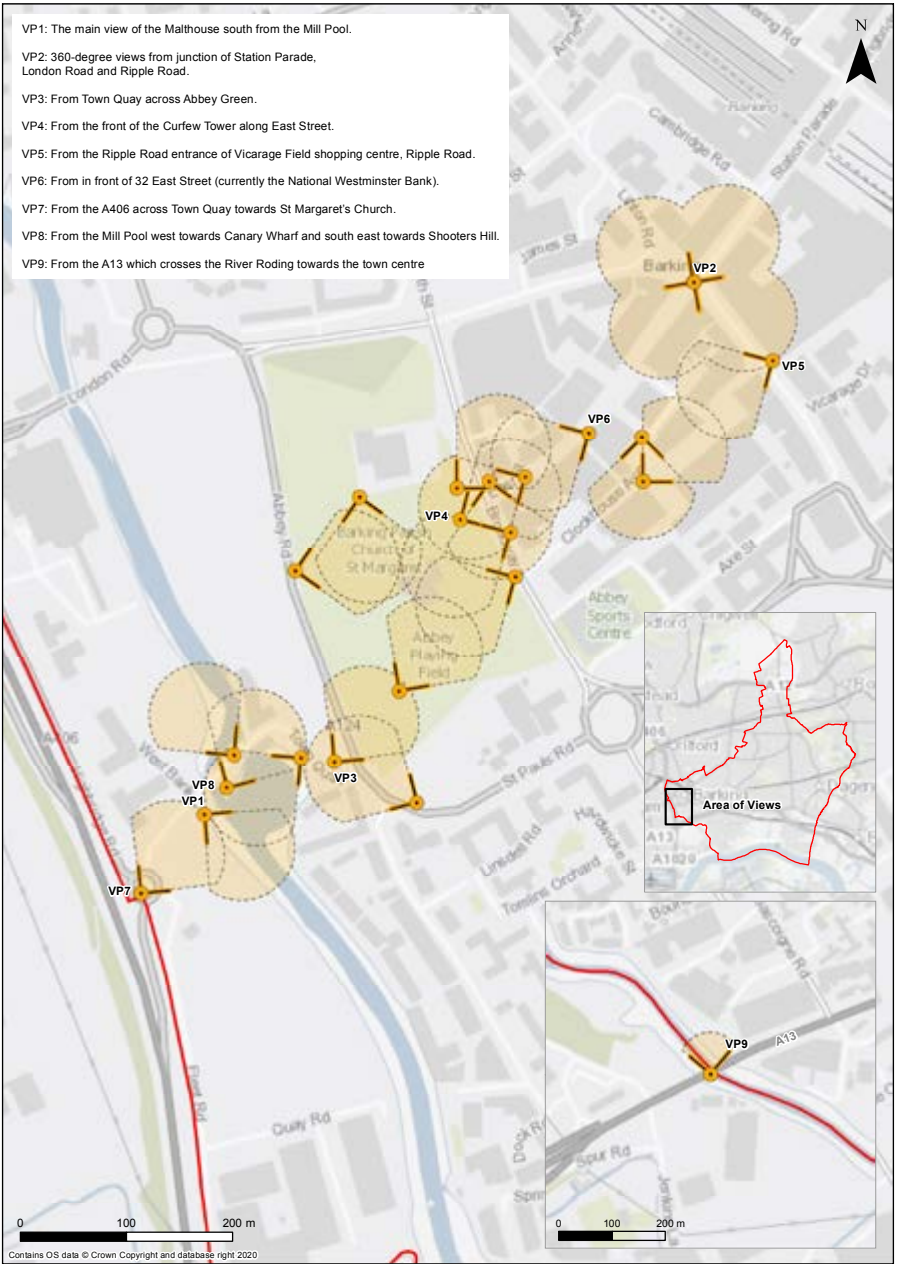 VP1: The main view of the Malthouse south from the Mill Pool.
VP2: 360-degree views from junction of Station Parade,
London Road and Ripple Road.
VP3: From Town Quay across Abbey Green.
VP4: From the front of the Curfew Tower along East Street.
VP5: From the Ripple Road entrance of Vicarage Field shopping centre, Ripple Road.
VP6: From in front of 32 East Street (currently the National Westminster Bank).
VP7: From the A406 across Town Quay towards St Margaret's Church.
VP8: From the Mill Pool west towards Canary Wharf and south east towards Shooters Hill.
VP9: From the A13 which crosses the River Roding towards the town centre
N
Barking
Cambridge Rd
Station Parade
Linton Rd
James St
VP2
London Rd
VP5
Vicarage Dr
VP6
VP4
Abbey Rd
Barking Parish
Church of
St Margaret
Axe St
Abbey
Sports
Centre
Abbey
Playing
Field
A406
VP3
St Pauls Rd
VP8
VP1
VP7
Linsdell Rd
Hardwicke St
Tomlins Orchard
Quay Rd
Area of Views
Ilford
Barking
A13
A1020
VP9
A13
Spur Rd
0 100 200 m
0 100 200 m
Contains OS data © Crown Copyright and database right 2020